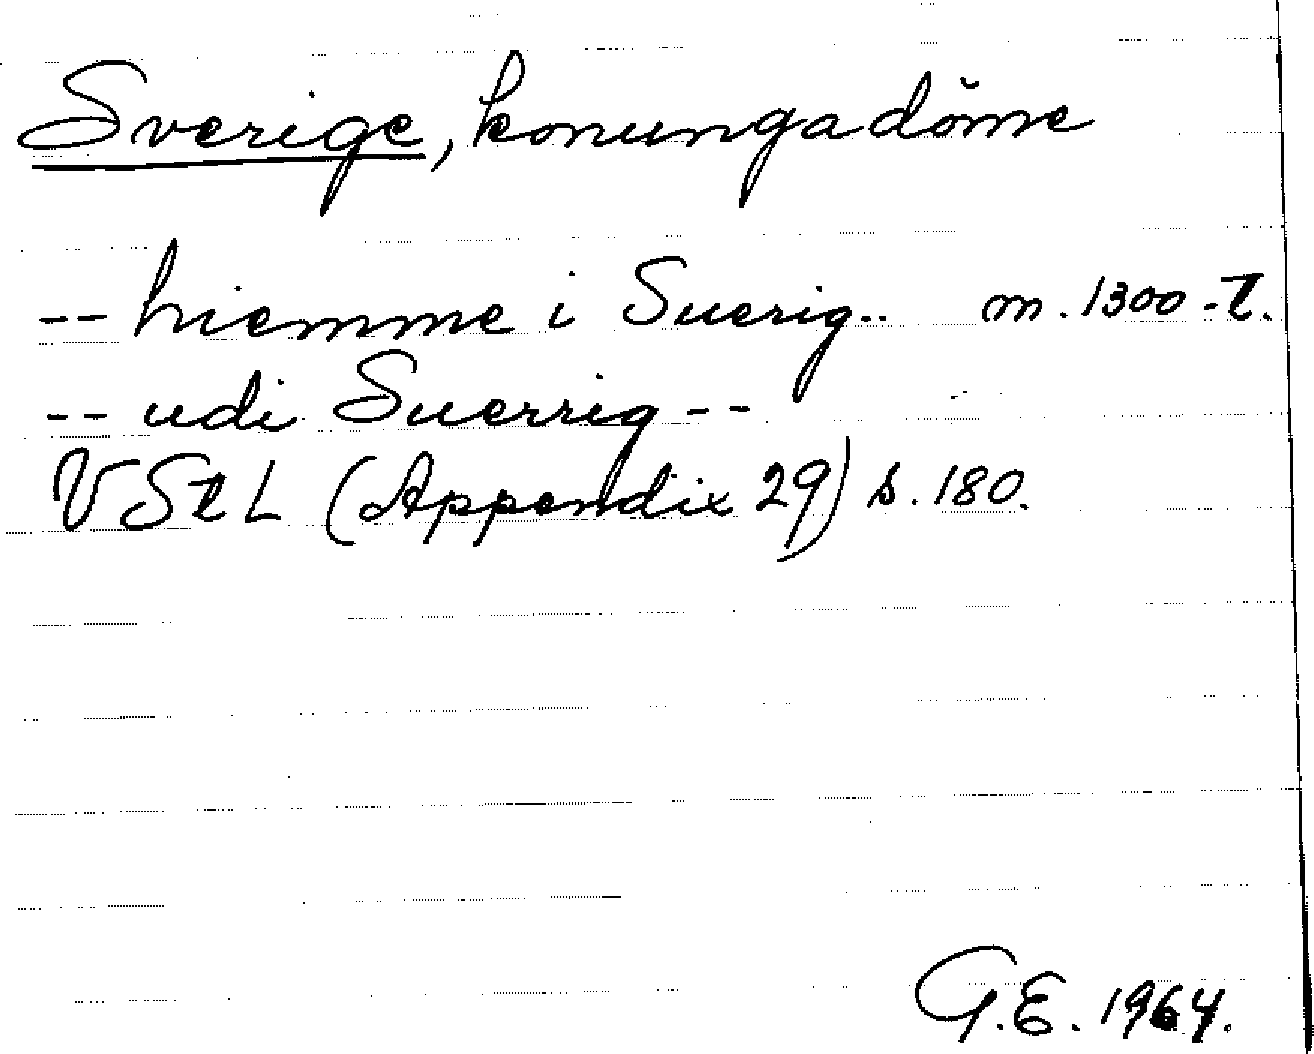 Sverige, konungadöme
-- hiemme i Suerig.. m. 1300-t.
-- udi Suerrig --
VStL (Appendix 29) s. 180.
G.E. 1964.